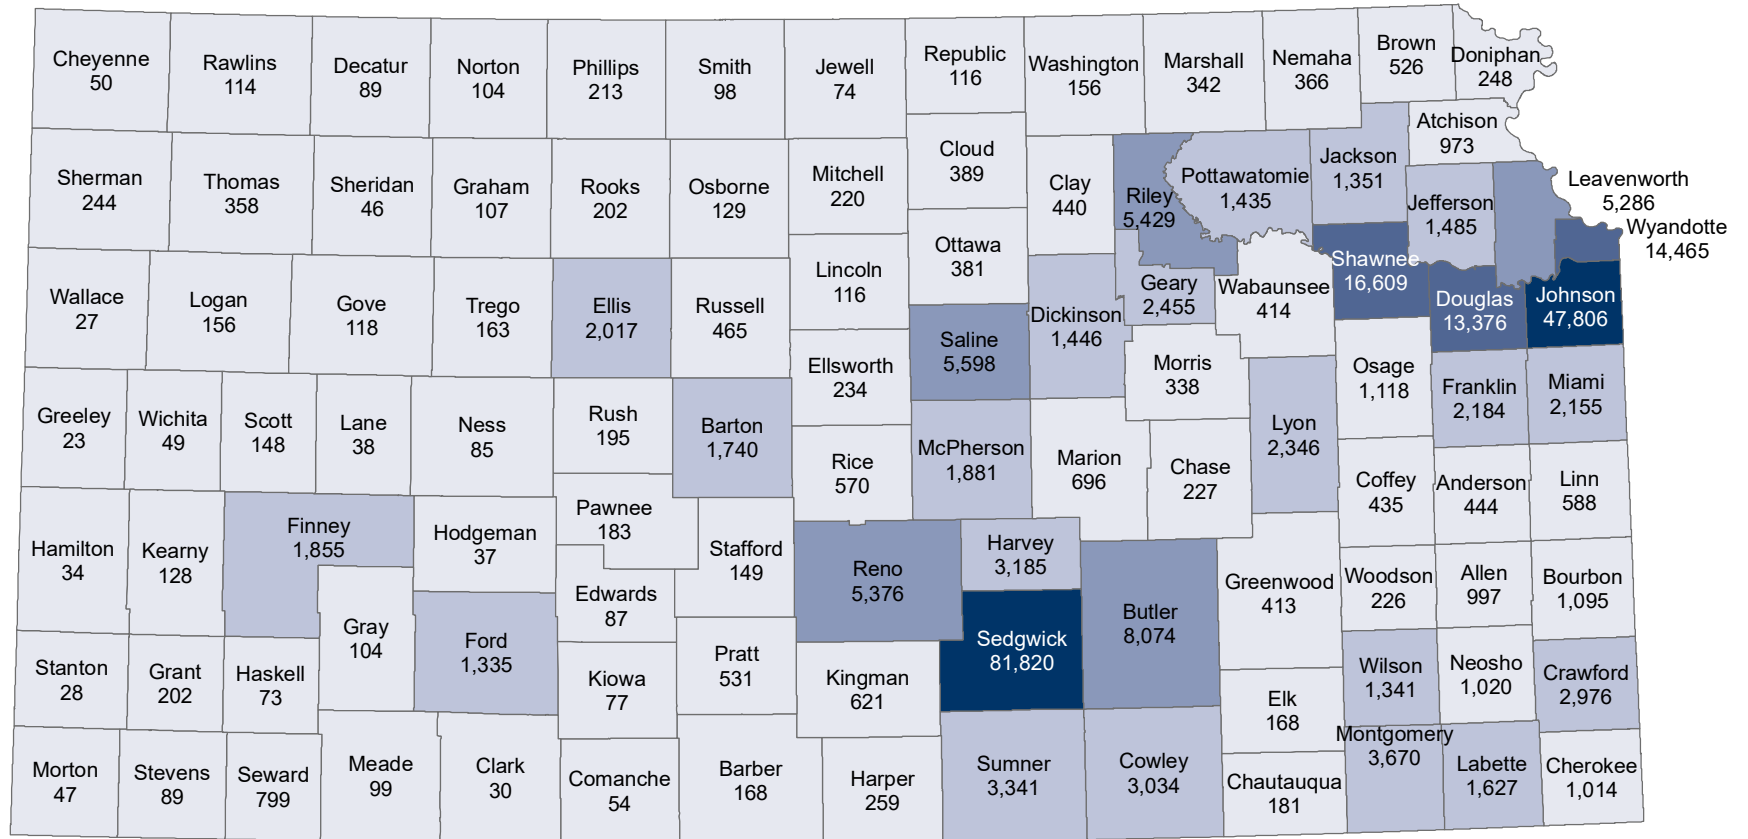 Cheyenne
50
Rawlins
114
Decatur
89
Norton
104
Phillips
213
Smith
98
Jewell
74
Republic
116
Washington
156
Marshall
342
Nemaha
366
Brown
526
Doniphan
248
Sherman
244
Thomas
358
Sheridan
46
Graham
107
Rooks
202
Osborne
129
Mitchell
220
Cloud
389
Clay
440
Riley
5,429
Pottawatomie
1,435
Jackson
1,351
Atchison
973
Jefferson
1,485
Leavenworth
5,286
Wyandotte
14,465
Wallace
27
Logan
156
Gove
118
Trego
163
Ellis
2,017
Russell
465
Lincoln
116
Ottawa
381
Saline
5,598
Dickinson
1,446
Geary
2,455
Wabaunsee
414
Shawnee
16,609
Douglas
13,376
Johnson
47,806
Greeley
23
Wichita
49
Scott
148
Lane
38
Ness
85
Rush
195
Barton
1,740
Ellsworth
234
Rice
570
McPherson
1,881
Marion
696
Morris
338
Chase
227
Lyon
2,346
Osage
1,118
Franklin
2,184
Miami
2,155
Coffey
435
Anderson
444
Linn
588
Hamilton
34
Kearny
128
Finney
1,855
Hodgeman
37
Pawnee
183
Stafford
149
Edwards
87
Reno
5,376
Harvey
3,185
Sedgwick
81,820
Butler
8,074
Greenwood
413
Woodson
226
Allen
997
Bourbon
1,095
Stanton
28
Grant
202
Haskell
73
Gray
104
Ford
1,335
Kiowa
77
Pratt
531
Kingman
621
Elk
168
Wilson
1,341
Neosho
1,020
Crawford
2,976
Morton
47
Stevens
89
Seward
799
Meade
99
Clark
30
Comanche
54
Barber
168
Harper
259
Sumner
3,341
Cowley
3,034
Chautauqua
181
Montgomery
3,670
Labette
1,627
Cherokee
1,014